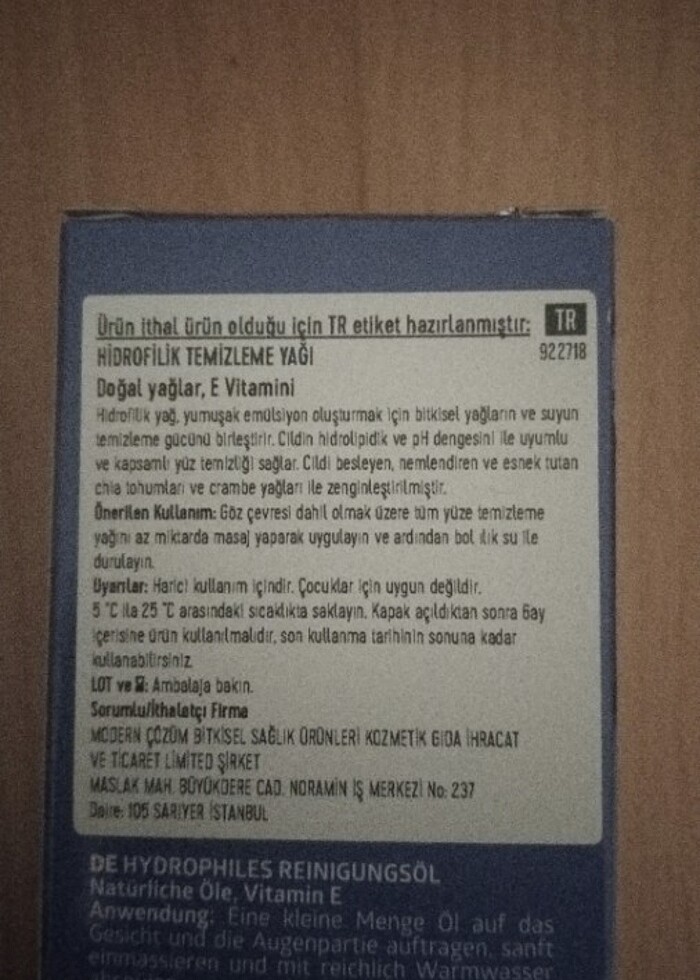 Ürün ithal ürün olduğu için TR etiket hazırlanmıştır: TR
HİDROFİLİK TEMİZLEME YAĞI 922718
Doğal yağlar, E Vitamini
Hidrofilik yağ, yumuşak emülsiyon oluşturmak için bitkisel yağların ve suyun
temizleme gücünü birleştirir. Cildin hidrolipidik ve pH dengesini ile uyumlu
ve kapsamlı yüz temizliği sağlar. Cildi besleyen, nemlendiren ve esnek tutan
chia tohumları ve crambe yağları ile zenginleştirilmiştir.
Önerilen Kullanım: Göz çevresi dahil olmak üzere tüm yüze temizleme
yağını az miktarda masaj yaparak uygulayın ve ardından bol ılık su ile
durulayın.
Uyarılar: Harici kullanım içindir. Çocuklar için uygun değildir.
5 °C ila 25 °C arasındaki sıcaklıkta saklayın. Kapak açıldıktan sonra 6ay
içerisine ürün kullanılmalıdır, son kullanma tarihinin sonuna kadar
kullanabilirsiniz.
LOT ve ⌛: Ambalaja bakın.
Sorumlu/İthalatçı Firma
MODERN ÇÖZÜM BİTKİSEL SAĞLIK ÜRÜNLERİ KOZMETİK GIDA İHRACAT
VE TİCARET LİMİTED ŞİRKET
MASLAK MAH. BÜYÜKDERE CAD. NORAMİN İŞ MERKEZİ No: 237
Daire: 105 SARIYER İSTANBUL
DE HYDROPHILES REINIGUNGSÖL
Natürliche Öle, Vitamin E
Anwendung: Eine kleine Menge Öl auf das
Gesicht und die Augenpartie auftragen, sanft
einmassieren und mit reichlich Warmwasser